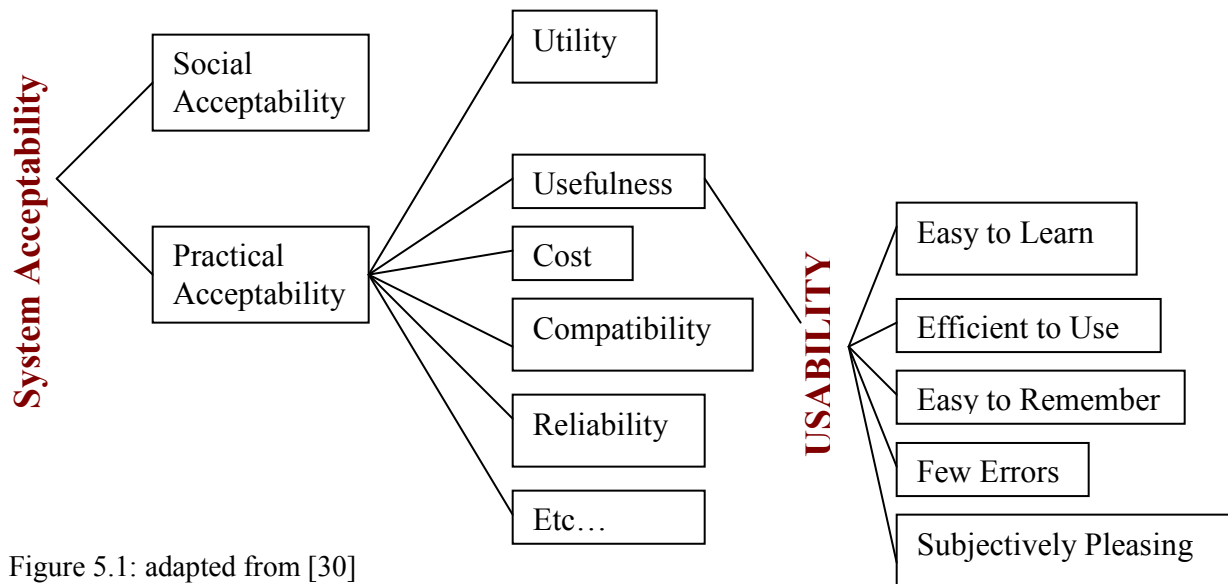 System Acceptability
Social
Acceptability
Practical
Acceptability
Utility
Usefulness
Cost
Compatibility
Reliability
Etc…
USABILITY
Easy to Learn
Efficient to Use
Easy to Remember
Few Errors
Subjectively Pleasing
Figure 5.1: adapted from [30]